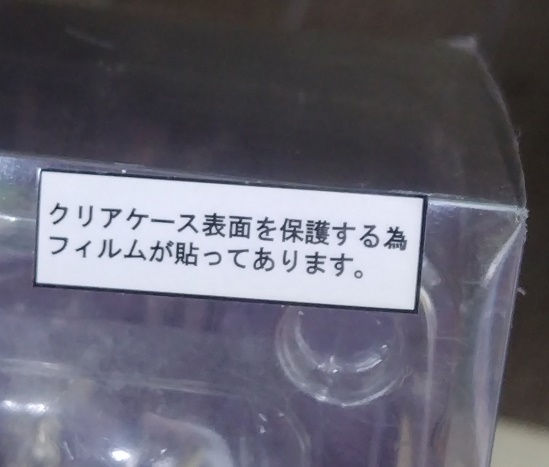 クリアケース表面を保護する為
フィルムが貼ってあります。